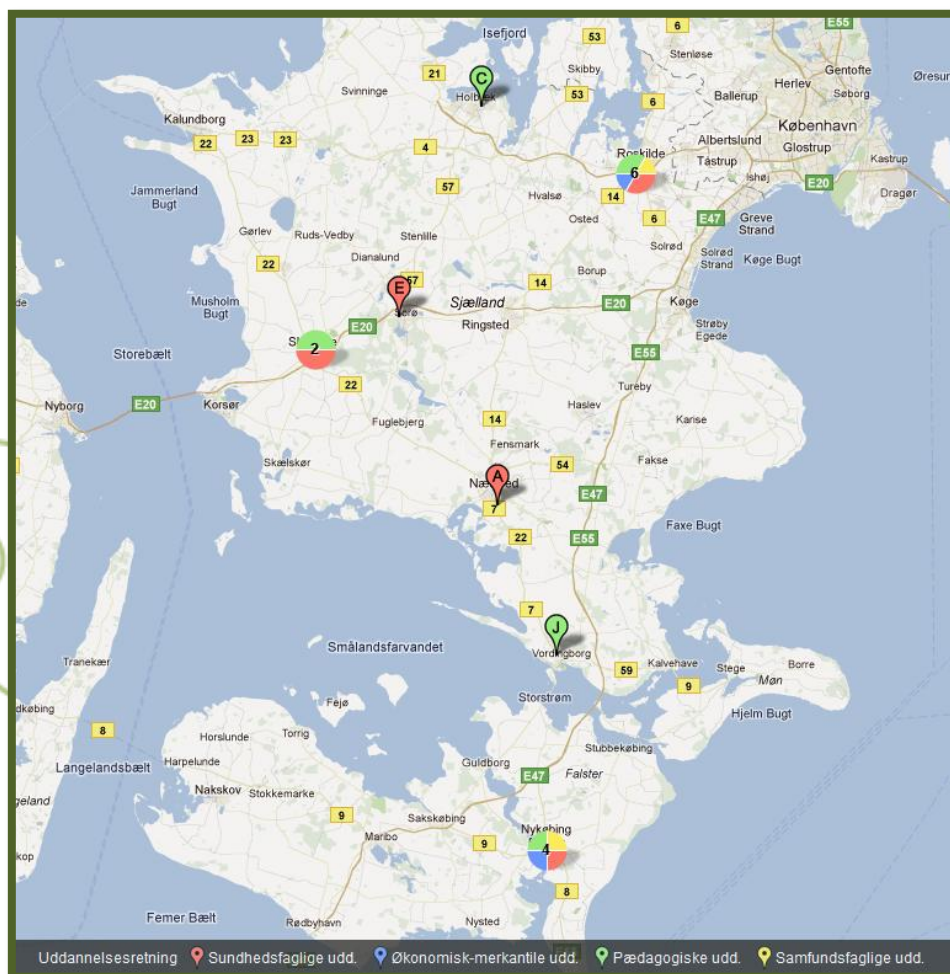 E55
6
Isefjord
53
Stenløse
Gentofte
Skibby
Herlev
Søborg
Øresun
21
C
Svinninge
Holbæk
53
6
Ballerup
København
Kalundborg
22
23
23
Albertslund
Glostrup
4
Roskilde
Tåstrup
Kastrup
6
Ishøj
E20
Jammerland
Bugt
57
Hvalsø
14
Dragør
Osted
6
E47
Greve
Strand
Gørlev
Ruds-Vedby
Stenlille
Solrød
Solrød
Strand
Køge Bugt
22
Dianalund
Borup
57
14
E
Musholm
Bugt
Sorø
Sjælland
E20
Køge
E20
Ringsted
Strøby
Egede
2
Storebælt
E55
22
Tureby
Nyborg
E20
Korsør
Haslev
Karise
Fuglebjerg
14
Fensmark
Skælskør
54
Fakse
A
Næstved
7
E47
Faxe Bugt
22
E55
7
J
Smålandsfarvandet
Vordingborg
Tranekær
59
Kalvehave
Stege
Borre
9
Møn
Fejø
Storstrøm
dkøbing
8
Hjelm Bugt
Horslunde
Torrig
Stubbekøbing
Langelandsbælt
Harpelunde
Guldborg
E47
Falster
geland
Nakskov
Stokkemarke
9
Sakskøbing
Nykøbing
Maribo
9
4
kop
8
Femer Bælt
Rødbyhavn
Nysted
Uddannelsesretning Sundhedsfaglige udd. Økonomisk-merkantile udd. Pædagogiske udd. Samfundsfaglige udd.